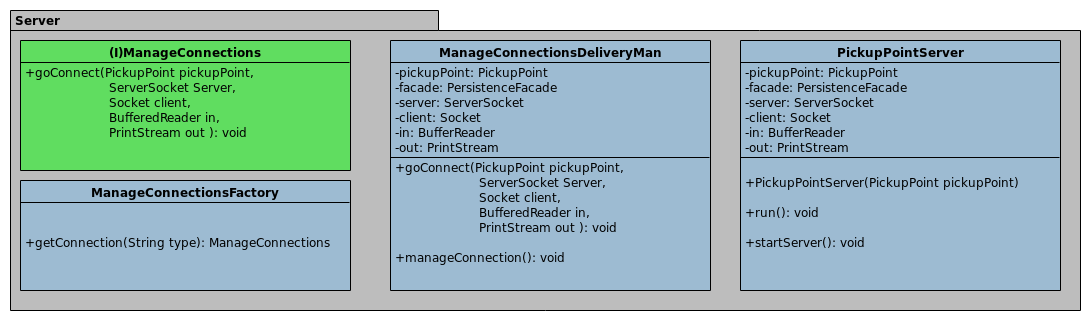 Server
(I)ManageConnections
+goConnect(PickupPoint pickupPoint,
ServerSocket Server,
Socket client,
BufferedReader in,
PrintStream out ): void
ManageConnectionsFactory
+getConnection(String type): ManageConnections
ManageConnectionsDeliveryMan
-pickupPoint: PickupPoint
-facade: PersistenceFacade
-server: ServerSocket
-client: Socket
-in: BufferReader
-out: PrintStream
+goConnect(PickupPoint pickupPoint,
ServerSocket Server,
Socket client,
BufferedReader in,
PrintStream out ): void
+manageConnection(): void
PickupPointServer
-pickupPoint: PickupPoint
-facade: PersistenceFacade
-server: ServerSocket
-client: Socket
-in: BufferReader
-out: PrintStream
+PickupPointServer(PickupPoint pickupPoint)
+run(): void
+startServer(): void